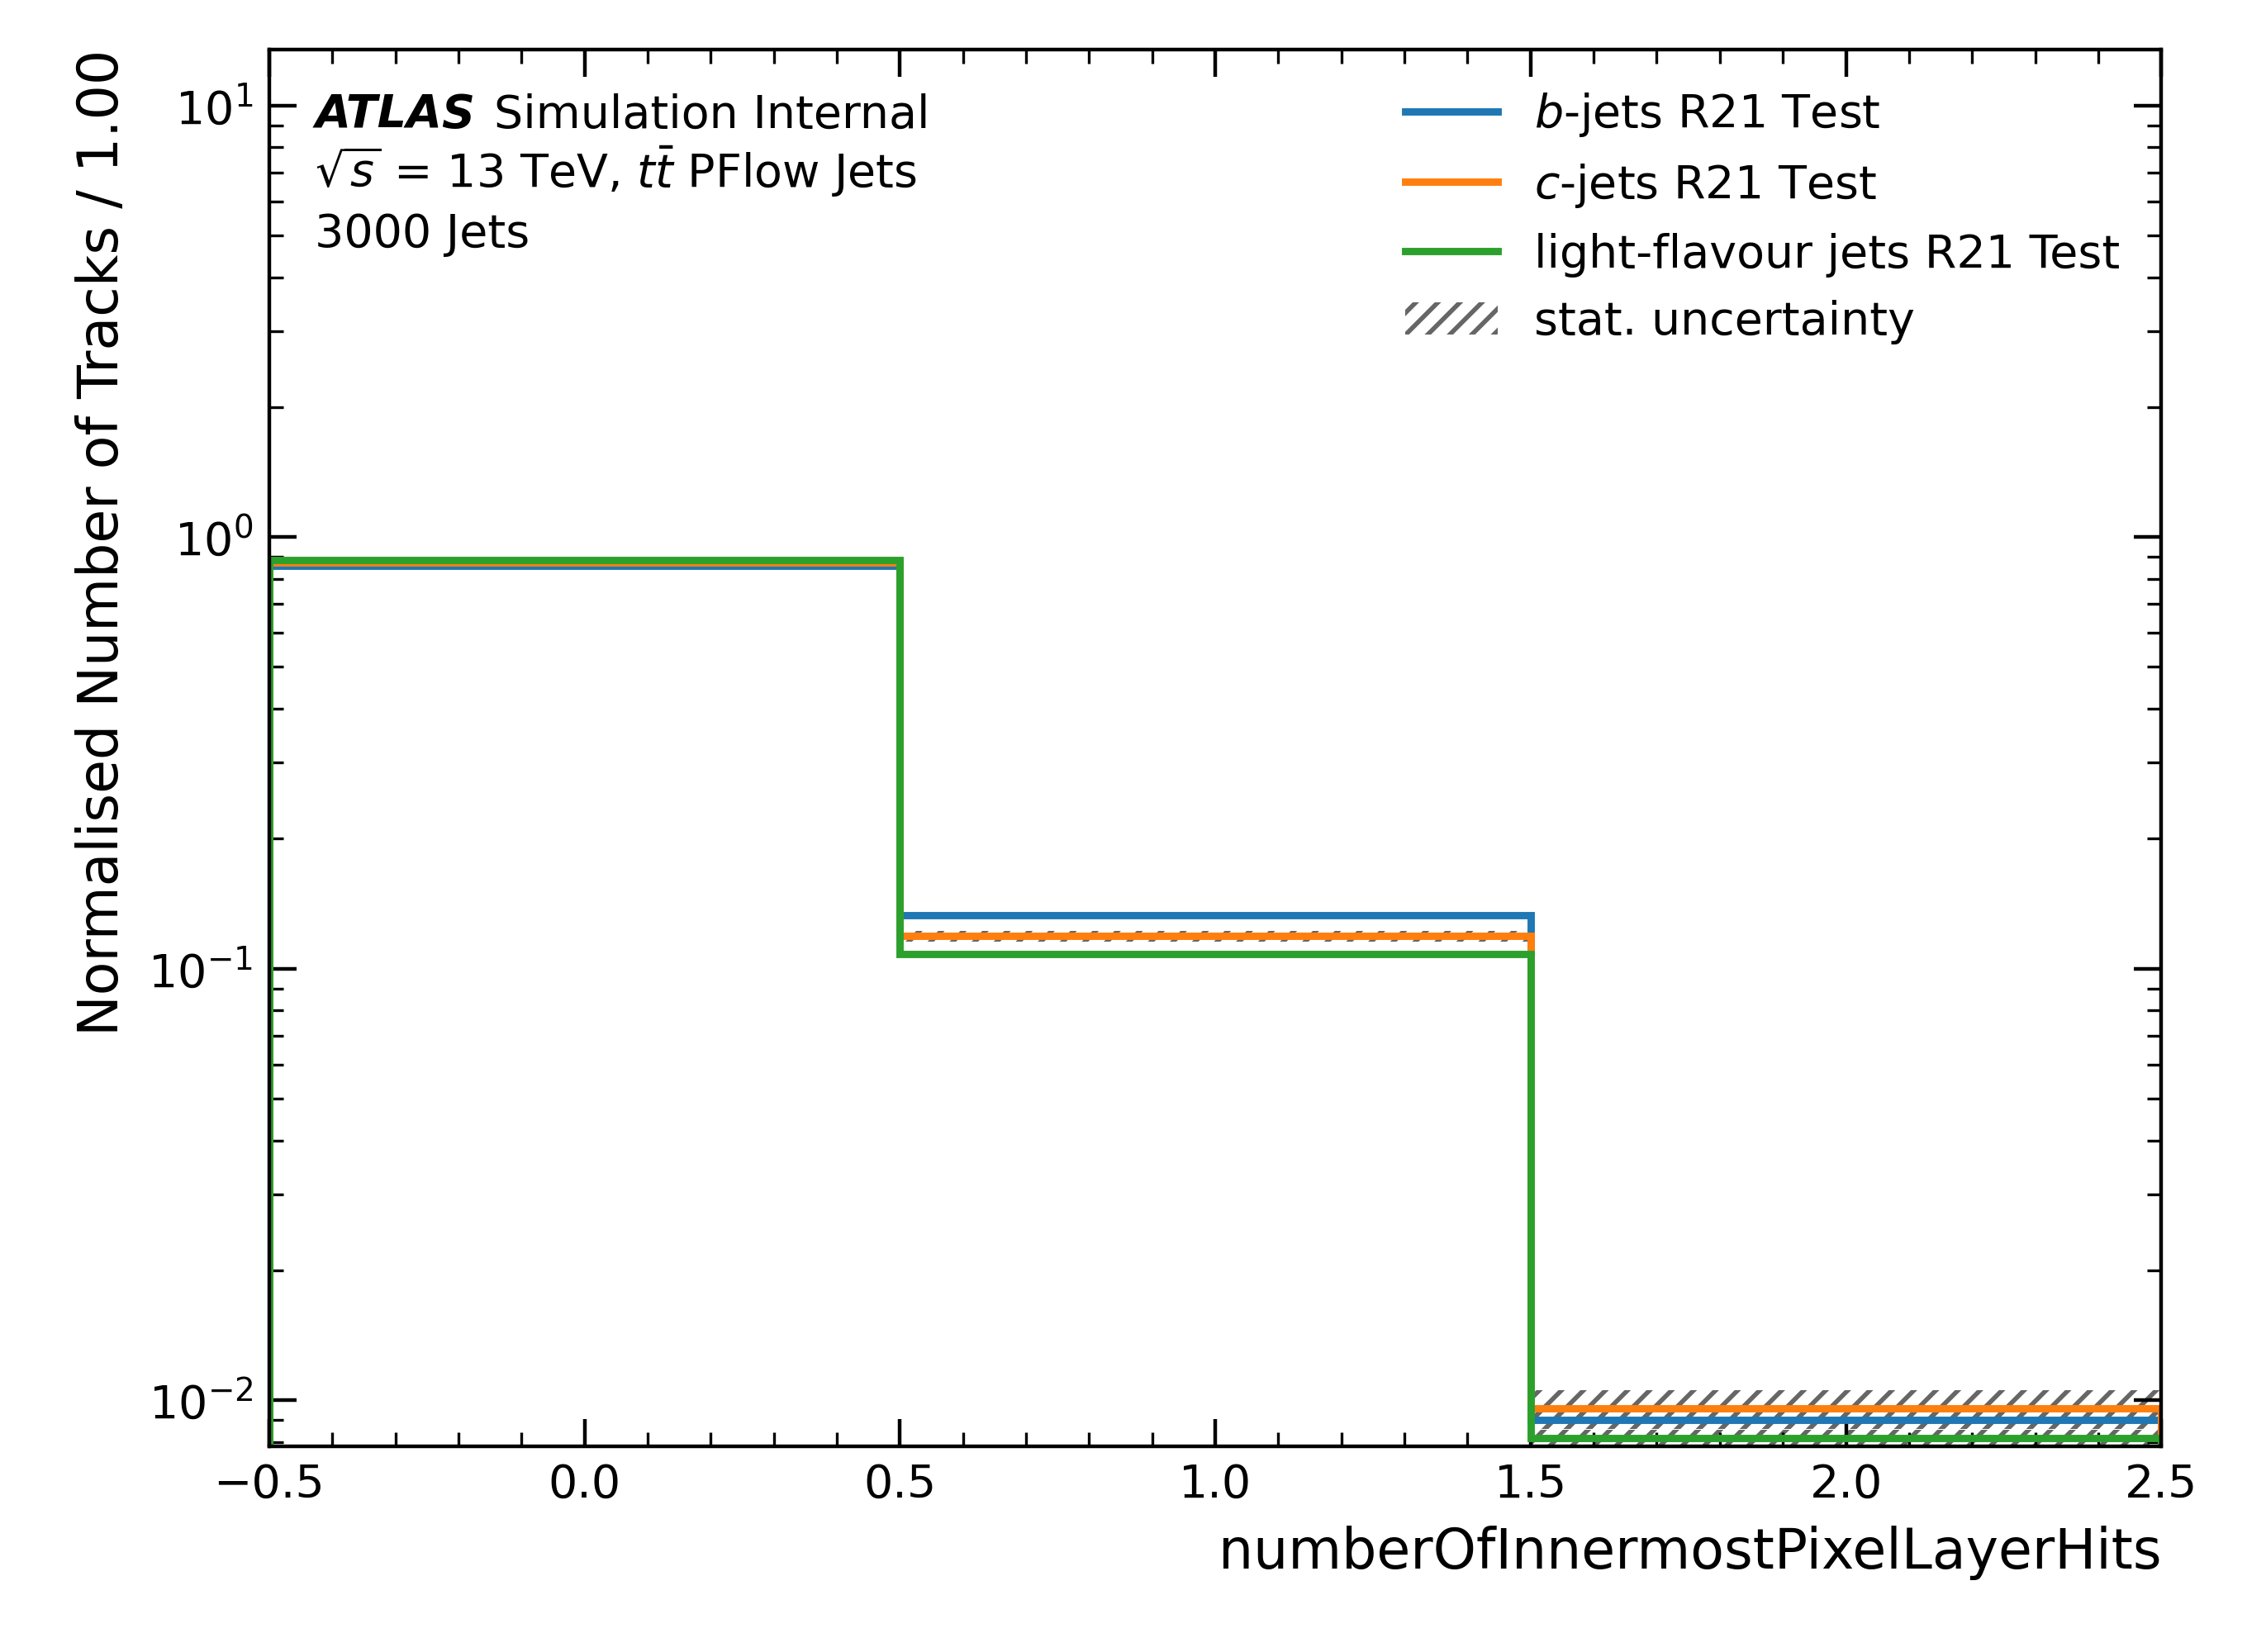 ATLAS Simulation Internal
√s = 13 TeV, tt̄ PFlow Jets
3000 Jets
b-jets R21 Test
c-jets R21 Test
light-flavour jets R21 Test
stat. uncertainty
Normalised Number of Tracks / 1.00
10¹
10⁰
10⁻¹
10⁻²
−0.5 0.0 0.5 1.0 1.5 2.0 2.5
numberOfInnermostPixelLayerHits